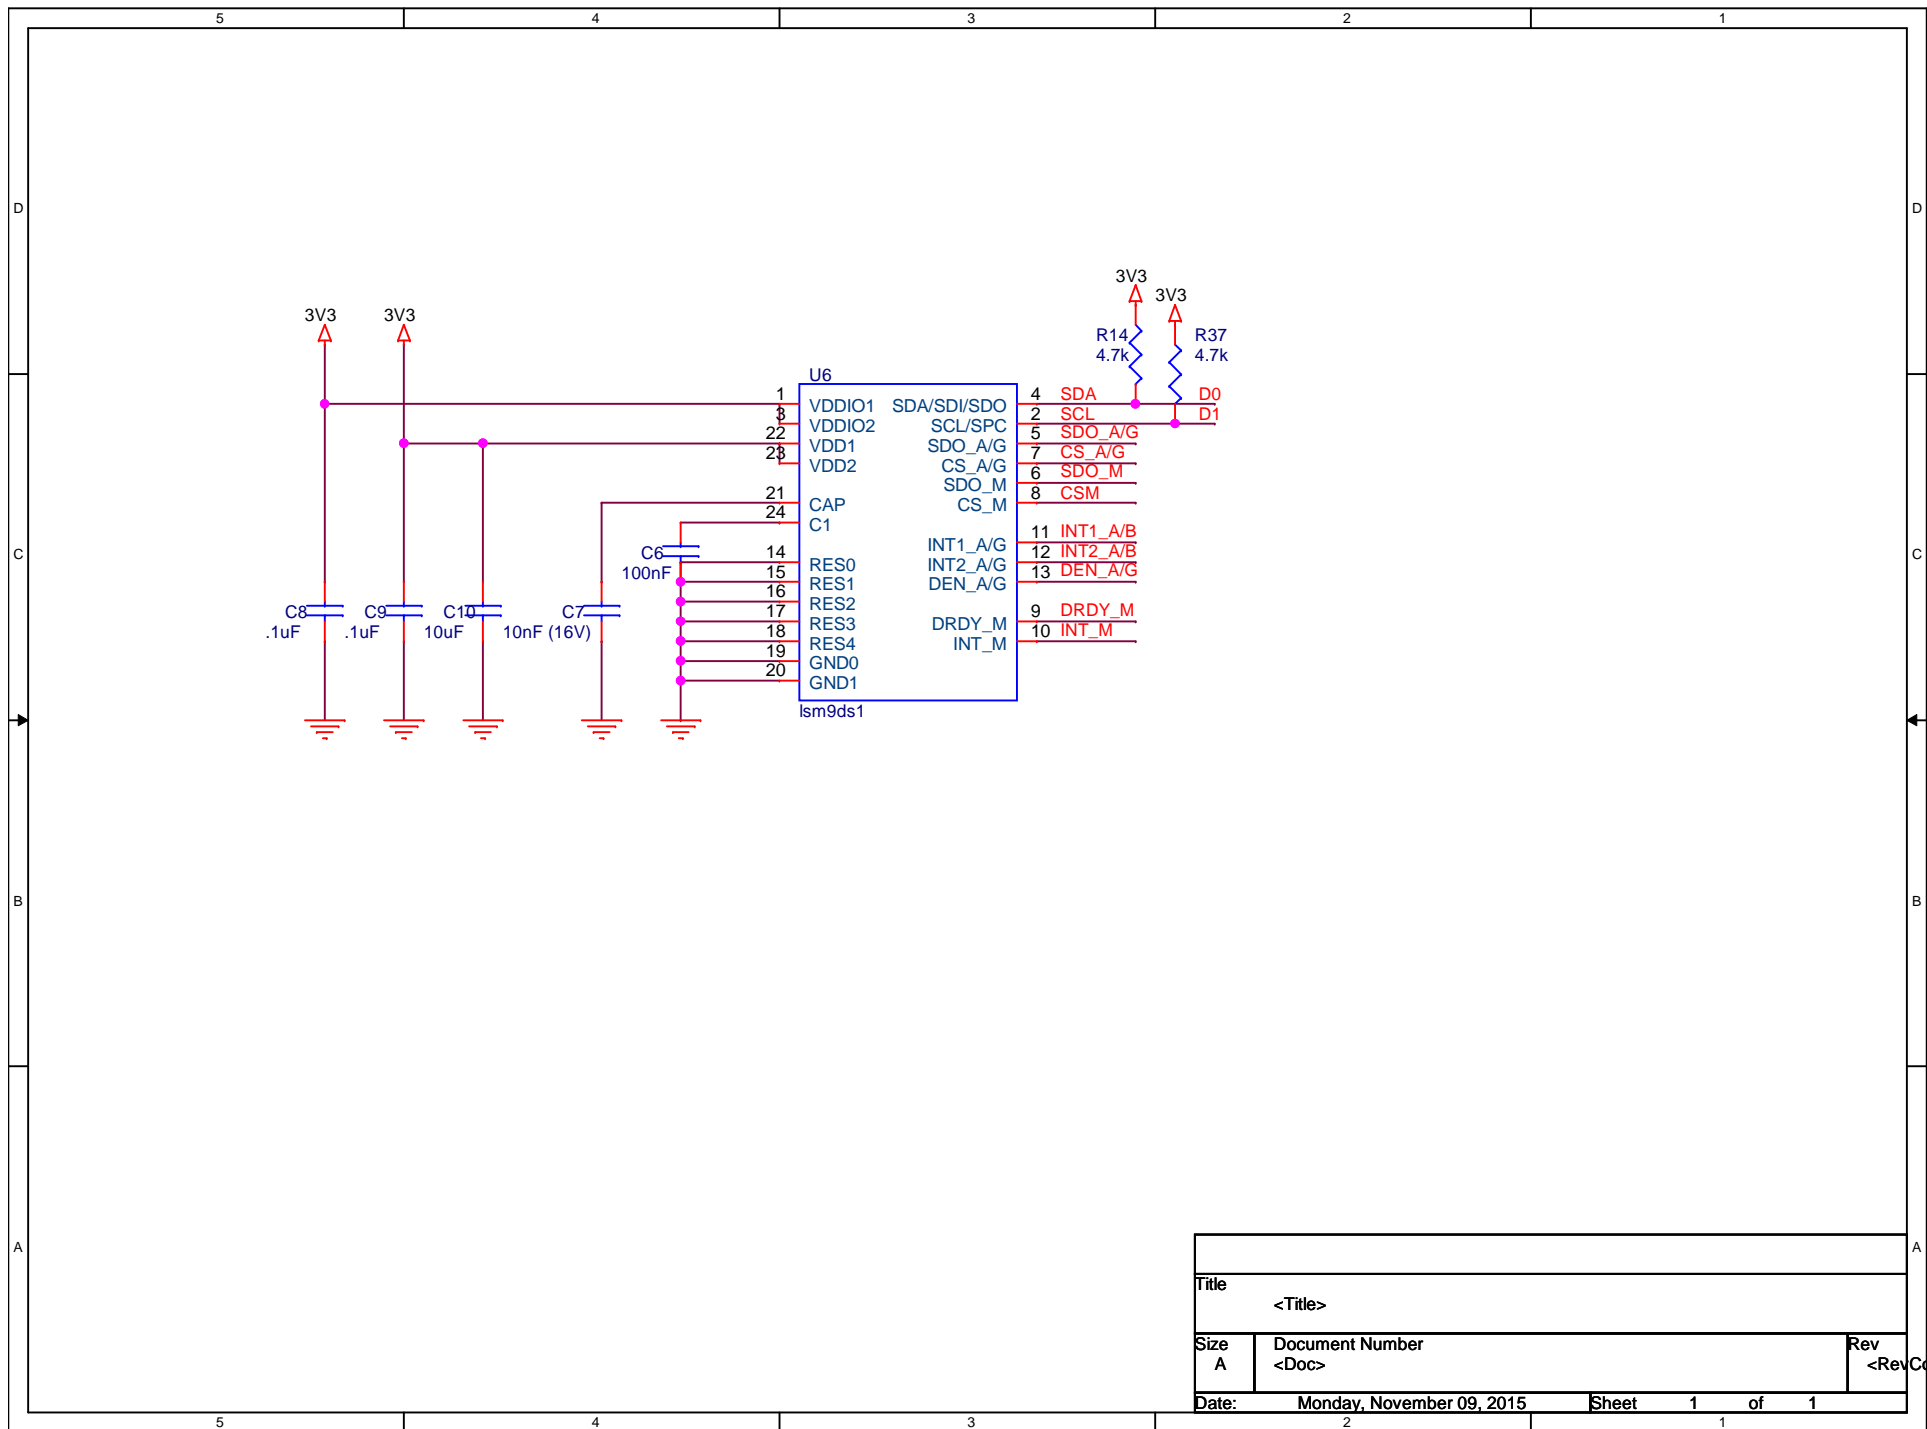 5 4 3 2 1
D D
3V3
3V3
3V3 3V3
R14 R37
4.7k 4.7k
U6
1 VDDIO1 SDA/SDI/SDO 4 SDA D0
3 VDDIO2 SCL/SPC 2 SCL D1
22 VDD1 SDO_A/G 5 SDO_A/G
23 VDD2 CS_A/G 7 CS_A/G
SDO_M 6 SDO_M
21 CAP CS_M 8 CSM
24 C1
INT1_A/G 11 INT1_A/B
C C6 14 RES0 INT2_A/G 12 INT2_A/B C
100nF 15 RES1 DEN_A/G 13 DEN_A/G
16 RES2
C8 C9 C10 C7 17 RES3 DRDY_M 9 DRDY_M
.1uF .1uF 10uF 10nF (16V) 18 RES4 INT_M 10 INT_M
19 GND0
20 GND1
lsm9ds1
B B
A A
Title
<Title>
Size Document Number Rev
A <Doc> <RevCo
Date: Monday, November 09, 2015 Sheet 1 of 1
5 4 3 2 1